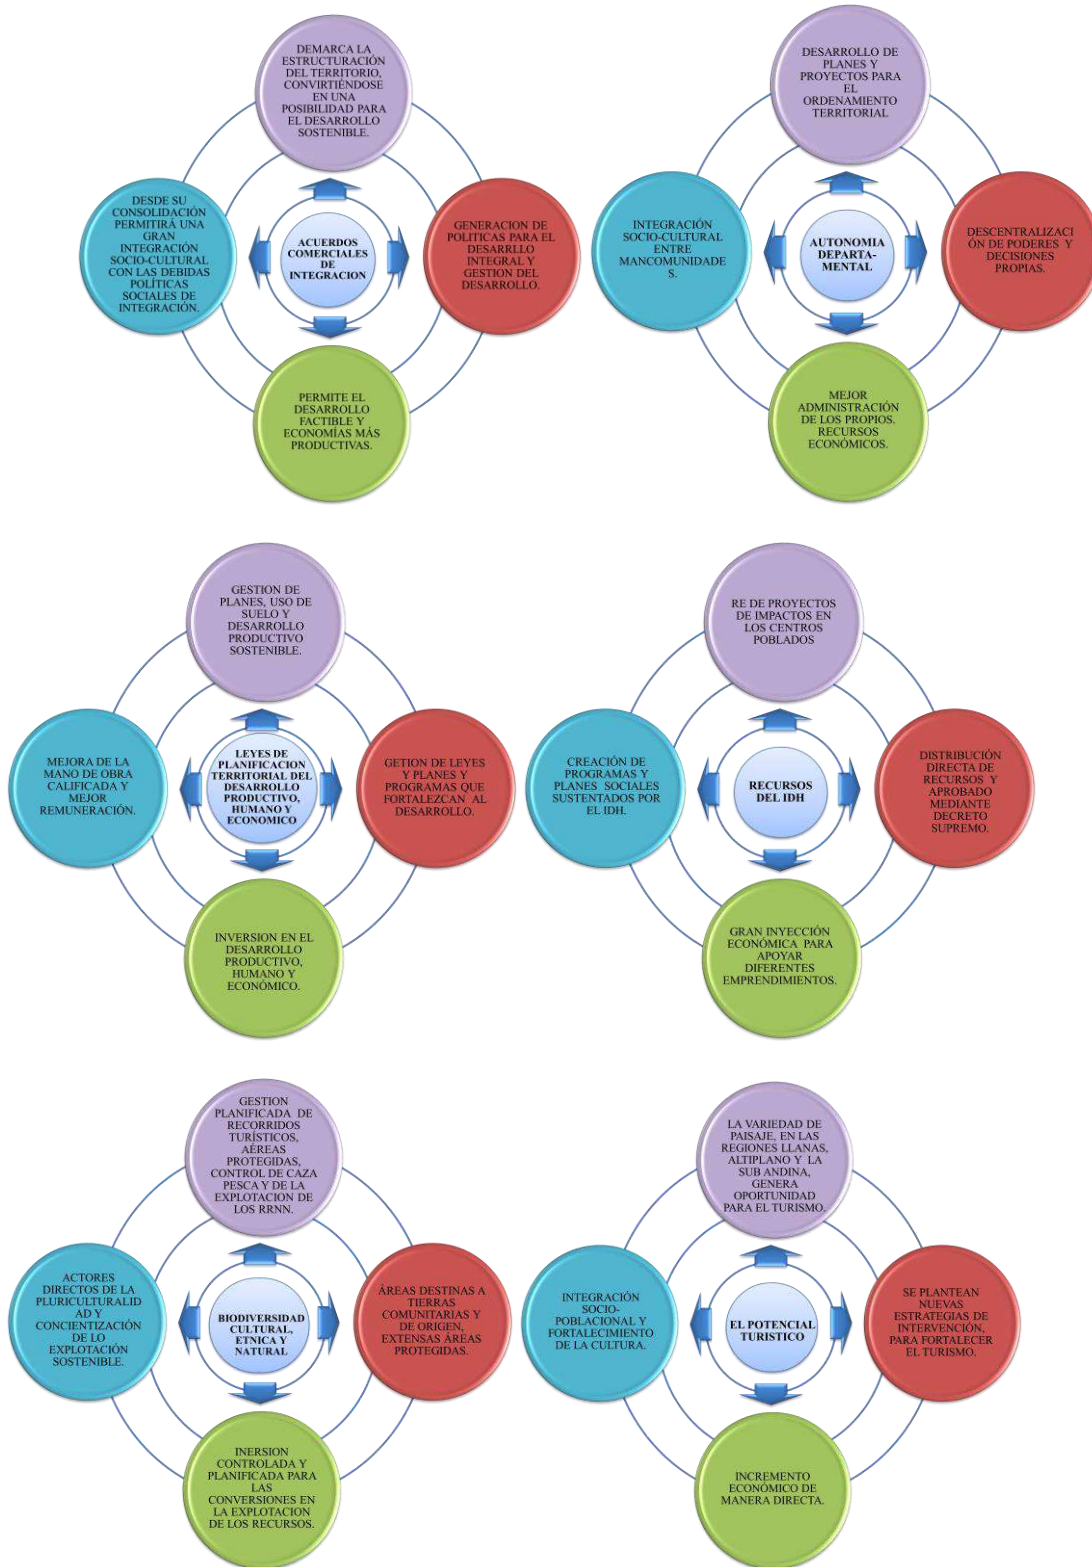 DEMARCA LA
ESTRUCTURACIÓN
DEL TERRITORIO,
CONVIRTIÉNDOSE
EN UNA
POSIBILIDAD PARA
EL DESARROLLO
SOSTENIBLE.
DESDE SU
CONSOLIDACIÓN
PERMITIRÁ UNA
GRAN
INTEGRACIÓN
SOCIO-CULTURAL
CON LAS DEBIDAS
POLÍTICAS
SOCIALES DE
INTEGRACIÓN.
ACUERDOS
COMERCIALES
DE
INTEGRACION
GENERACION DE
POLITICAS PARA EL
DESARRLLO
INTEGRAL Y
GESTION DEL
DESARROLLO.
PERMITE EL
DESARROLLO
FACTIBLE Y
ECONOMÍAS MÁS
PRODUCTIVAS.
DESARROLLO DE
PLANES Y
PROYECTOS PARA
EL
ORDENAMIENTO
TERRITORIAL
INTEGRACIÓN
SOCIO-CULTURAL
ENTRE
MANCOMUNIDADE
S.
AUTONOMIA
DEPARTA-
MENTAL
DESCENTRALIZACI
ÓN DE PODERES Y
DECISIONES
PROPIAS.
MEJOR
ADMINISTRACIÓN
DE LOS PROPIOS.
RECURSOS
ECONÓMICOS.
GESTION DE
PLANES, USO DE
SUELO Y
DESARROLLO
PRODUCTIVO
SOSTENIBLE.
MEJORA DE LA
MANO DE OBRA
CALIFICADA Y
MEJOR
REMUNERACIÓN.
LEYES DE
PLANIFICACION
TERRITORIAL DEL
DESARROLLO
PRODUCTIVO,
HUMANO Y
ECONOMICO
GETION DE LEYES
Y PLANES Y
PROGRAMAS QUE
FORTALEZCAN AL
DESARROLLO.
INVERSION EN EL
DESARROLLO
PRODUCTIVO,
HUMANO Y
ECONÓMICO.
RE DE PROYECTOS
DE IMPACTOS EN
LOS CENTROS
POBLADOS
CREACIÓN DE
PROGRAMAS Y
PLANES SOCIALES
SUSTENTADOS POR
EL IDH.
RECURSOS
DEL IDH
DISTRIBUCIÓN
DIRECTA DE
RECURSOS Y
APROBADO
MEDIANTE
DECRETO
SUPREMO.
GRAN INYECCIÓN
ECONÓMICA PARA
APOYAR
DIFERENTES
EMPRENDIMIENTOS.
GESTION
PLANIFICADA DE
RECORRIDOS
TURÍSTICOS,
AÉREAS
PROTEGIDAS,
CONTROL DE CAZA
PESCA Y DE LA
EXPLOTACION DE
LOS RRNN.
ACTORES
DIRECTOS DE LA
PLURICULTURALID
AD Y
CONCIENTIZACIÓN
DE LO
EXPLOTACIÓN
SOSTENIBLE.
BIODIVERSIDAD
CULTURAL,
ETNICA Y
NATURAL
ÁREAS DESTINAS A
TIERRAS
COMUNITARIAS Y
DE ORIGEN,
EXTENSAS ÁREAS
PROTEGIDAS.
INERSION
CONTROLADA Y
PLANIFICADA PARA
LAS
CONVERSIONES EN
LA EXPLOTACION
DE LOS RECURSOS.
LA VARIEDAD DE
PAISAJE, EN LAS
REGIONES LLANAS,
ALTIPLANO Y LA
SUB ANDINA,
GENERA
OPORTUNIDAD
PARA EL TURISMO.
INTEGRACIÓN
SOCIO-
POBLACIONAL Y
FORTALECIMIENTO
DE LA CULTURA.
EL POTENCIAL
TURISTICO
SE PLANTEAN
NUEVAS
ESTRATEGIAS DE
INTERVENCIÓN,
PARA FORTALECER
EL TURISMO.
INCREMENTO
ECONÓMICO DE
MANERA DIRECTA.